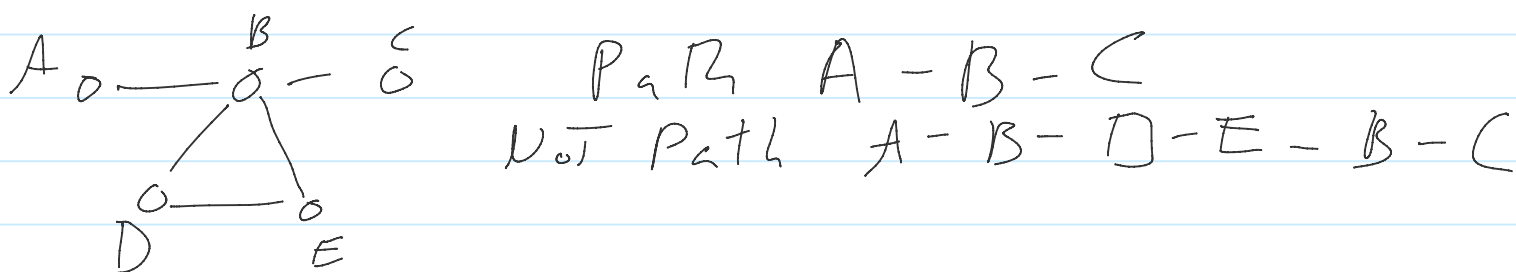 A B C
Path A - B - C
Not Path A - B - D - E - B - C
D E